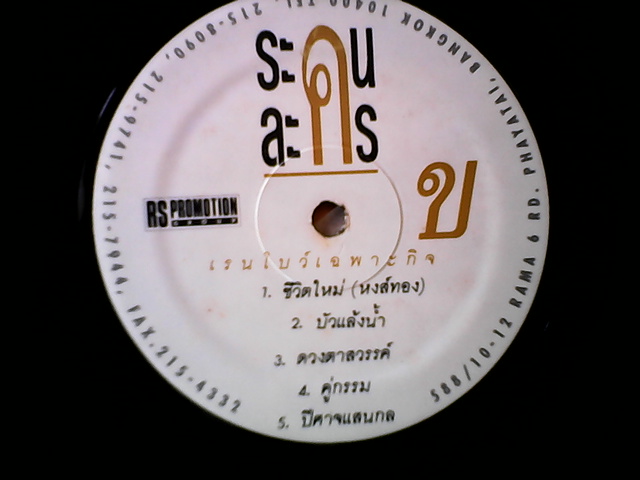 ระคน
ละคร
ข
RS PROMOTION
GROUP
เรนโบว์เฉพาะกิจ
1. ชีวิตใหม่ (หงส์ทอง)
2. บัวแล้งน้ำ
3. ดวงตาสวรรค์
4. คู่กรรม
5. ปีศาจแสนกล
588/10-12 RAMA 6 RD. PHAYATAI, BANGKOK 10400 TEL. 215-8090, 215-9741, 215-7946, FAX. 215-4332